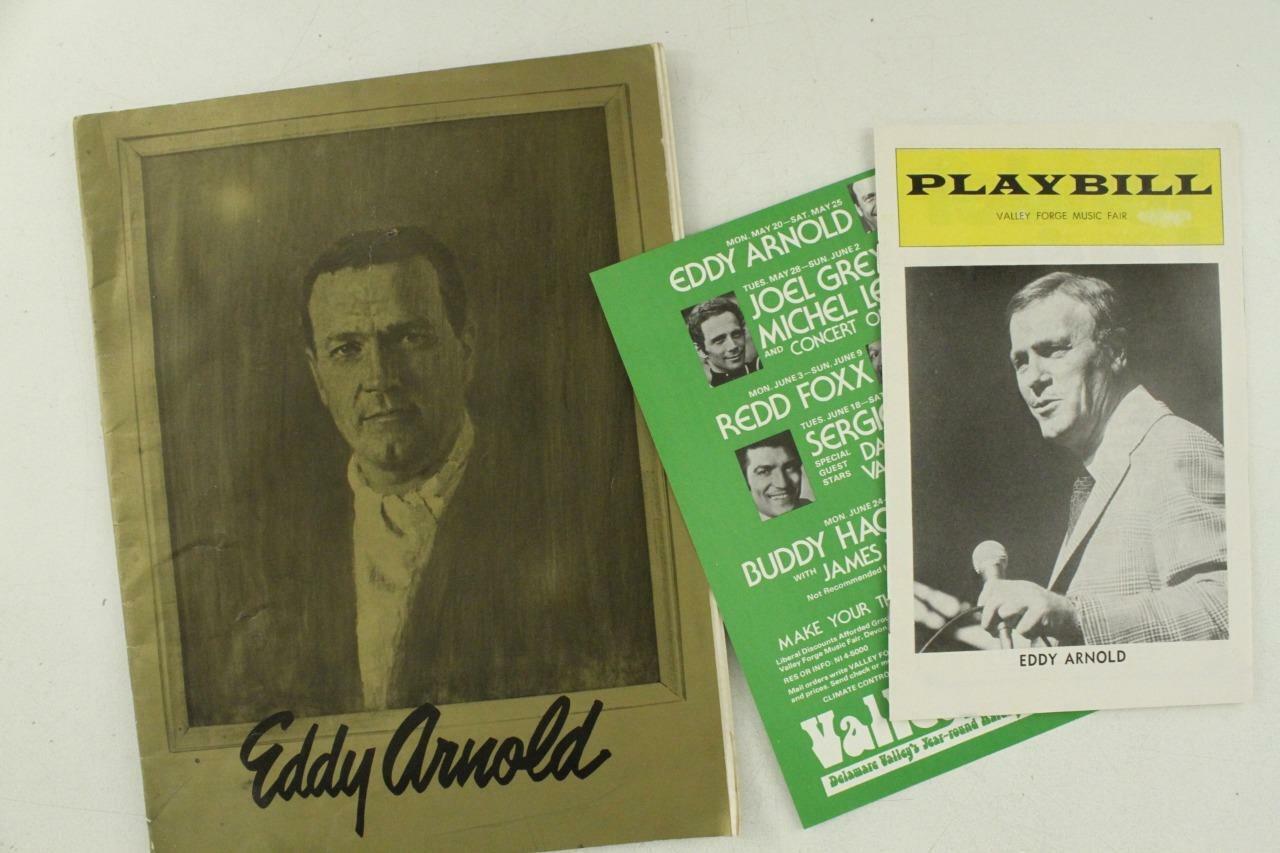 Eddy Arnold
MON. MAY 20–SAT. MAY 25
EDDY ARNOLD
TUES. MAY 28–SUN. JUNE 2
JOEL GREY
MICHEL LE
AND CONCERT O
MON. JUNE 3–SUN. JUNE 9
REDD FOXX
TUES. JUNE 18–SAT
SERGIO
SPECIAL
GUEST
STARS
DA
VA
MON. JUNE 24–
BUDDY HAC
WITH JAMES
Not Recommended
MAKE YOUR TH
Liberal Discounts Afforded Grou
Valley Forge Music Fair, Devon
RES OR INFO: NI 4-5000
Mail orders write VALLEY FO
and prices. Send check or m
CLIMATE CONTRO
Valle
Delaware Valley's Year-round
PLAYBILL
VALLEY FORGE MUSIC FAIR
EDDY ARNOLD